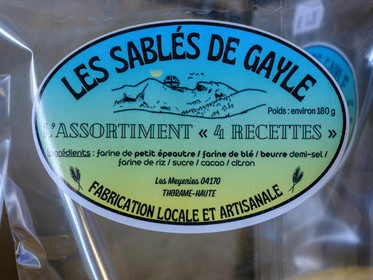 LES SABLÉS DE GAYLE
Poids : environ 180 g
L'ASSORTIMENT « 4 RECETTES »
Ingrédients : farine de petit épeautre / farine de blé / beurre demi-sel /
farine de riz / sucre / cacao / citron
Les Meyeries 04170
THORAME-HAUTE
FABRICATION LOCALE ET ARTISANALE